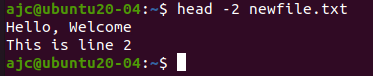 ajc@ubuntu20-04:~$ head -2 newfile.txt
Hello, Welcome
This is line 2
ajc@ubuntu20-04:~$